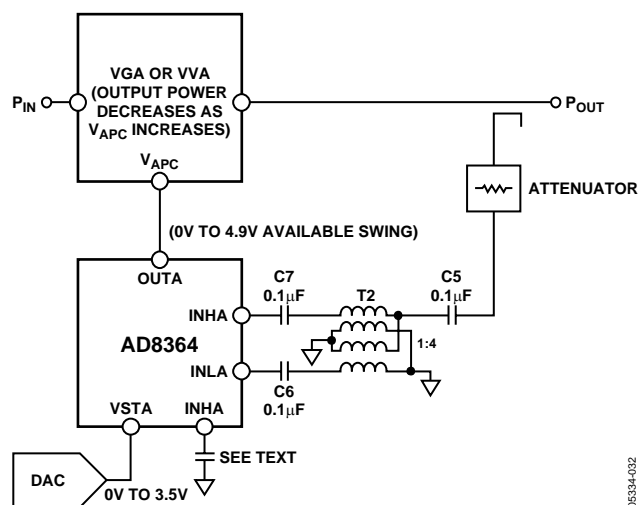 VGA OR VVA
(OUTPUT POWER
DECREASES AS
VAPC INCREASES)
PIN
POUT
VAPC
ATTENUATOR
(0V TO 4.9V AVAILABLE SWING)
OUTA
C7
0.1μF
T2
C5
0.1μF
INHA
AD8364
1:4
INLA
C6
0.1μF
VSTA
INHA
SEE TEXT
DAC
0V TO 3.5V
05334-032